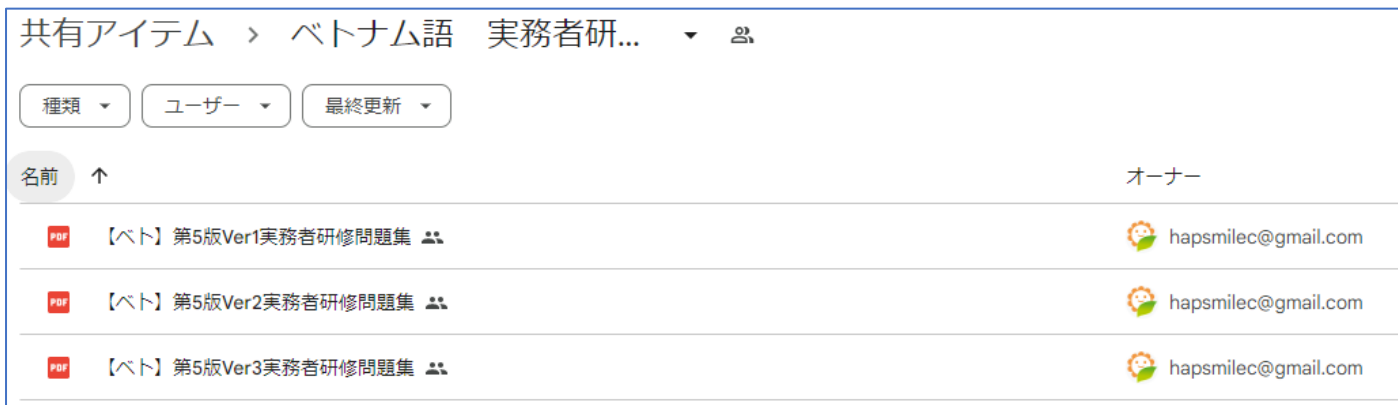 共有アイテム > ベトナム語　実務者研...
種類 ユーザー 最終更新
名前 オーナー
PDF 【ベト】第5版Ver1実務者研修問題集 hapsmilec@gmail.com
PDF 【ベト】第5版Ver2実務者研修問題集 hapsmilec@gmail.com
PDF 【ベト】第5版Ver3実務者研修問題集 hapsmilec@gmail.com